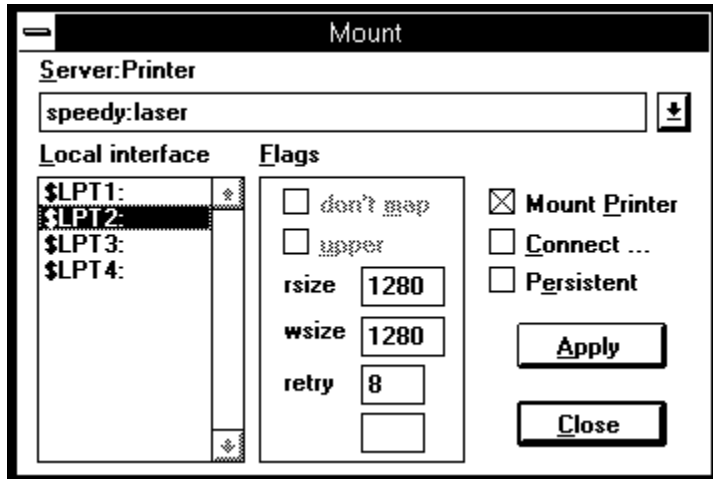 Mount
Server:Printer
speedy:laser
Local interface
Flags
$LPT1:
$LPT2:
$LPT3:
$LPT4:
don't map
upper
rsize 1280
wsize 1280
retry 8
Mount Printer
Connect ...
Persistent
Apply
Close